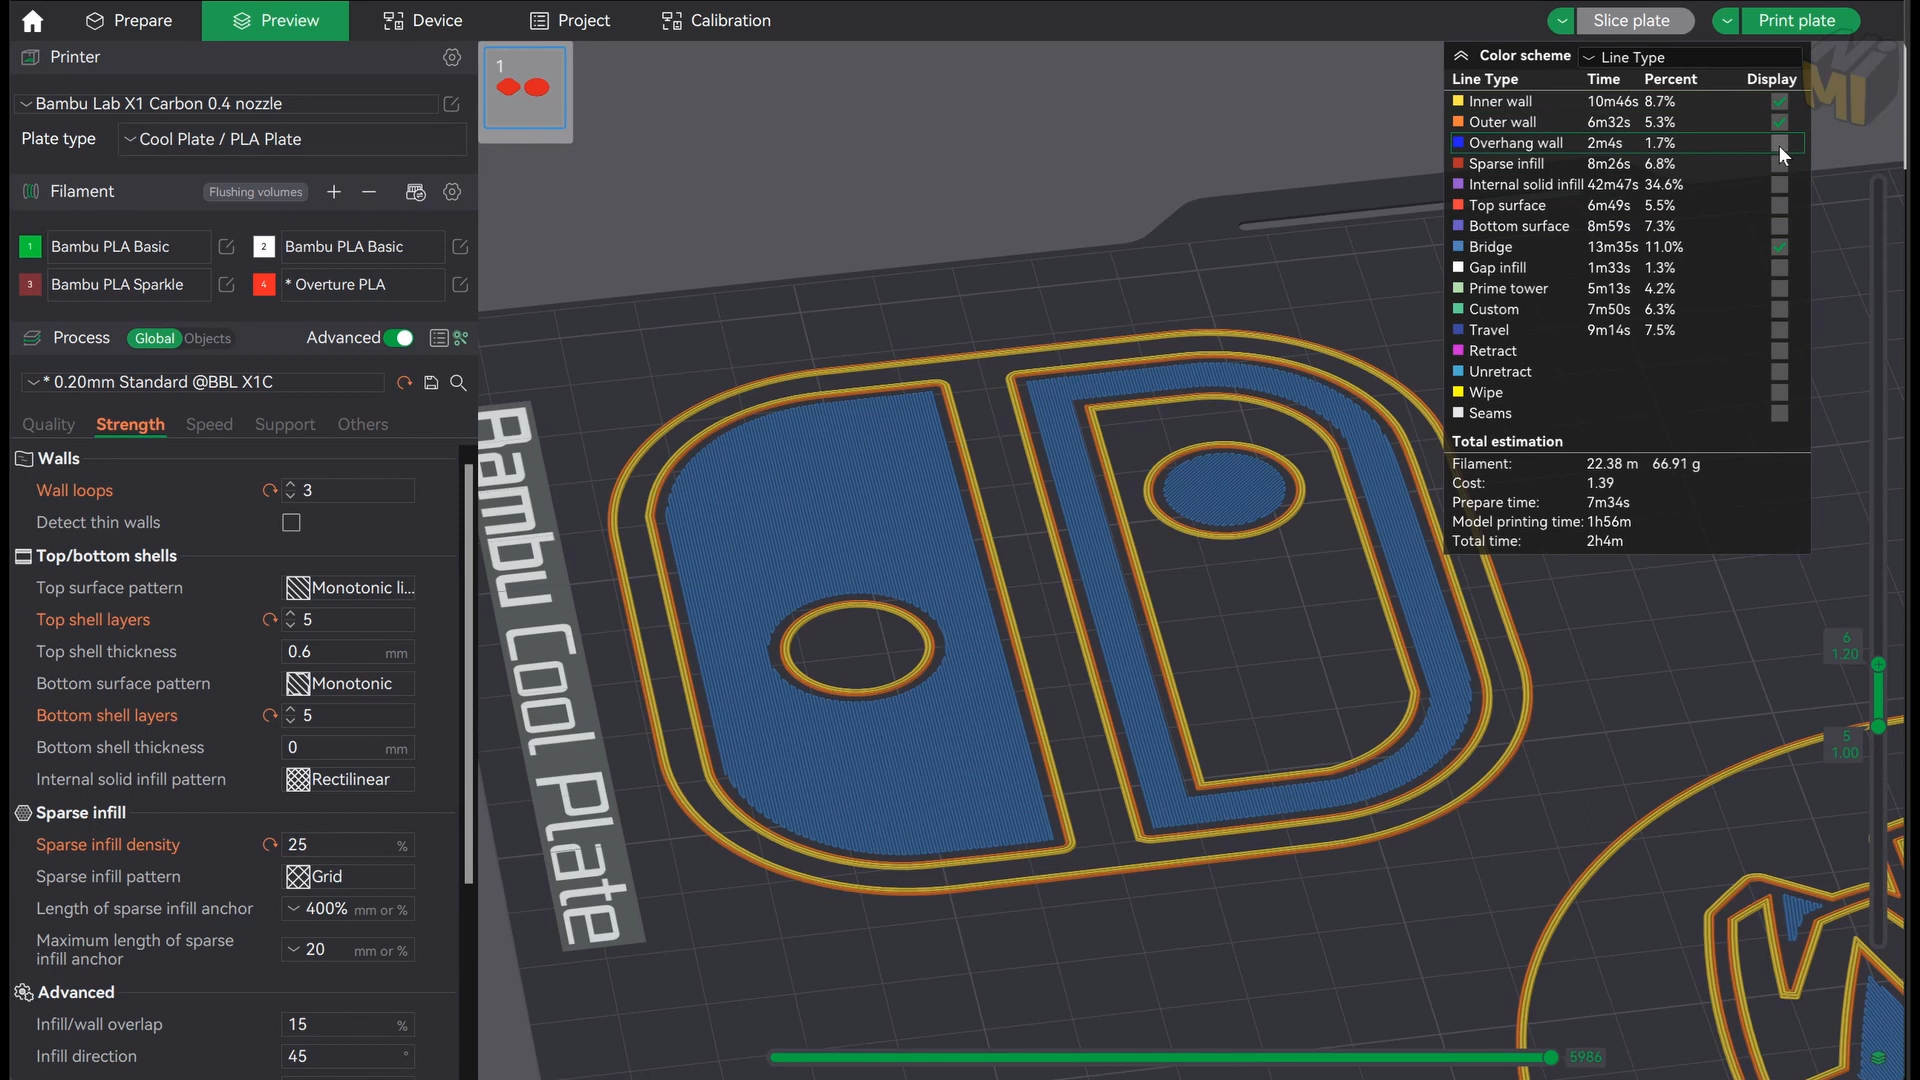 Prepare
Preview
Device
Project
Calibration
Slice plate
Print plate
Printer
Bambu Lab X1 Carbon 0.4 nozzle
Plate type
Cool Plate / PLA Plate
Filament
Flushing volumes
1 Bambu PLA Basic
2 Bambu PLA Basic
3 Bambu PLA Sparkle
4 * Overture PLA
Process
Global
Objects
Advanced
* 0.20mm Standard @BBL X1C
Quality
Strength
Speed
Support
Others
Walls
Wall loops 3
Detect thin walls
Top/bottom shells
Top surface pattern Monotonic li...
Top shell layers 5
Top shell thickness 0.6 mm
Bottom surface pattern Monotonic
Bottom shell layers 5
Bottom shell thickness 0 mm
Internal solid infill pattern Rectilinear
Sparse infill
Sparse infill density 25 %
Sparse infill pattern Grid
Length of sparse infill anchor 400% mm or %
Maximum length of sparse
infill anchor 20 mm or %
Advanced
Infill/wall overlap 15 %
Infill direction 45 °
1
Bambu Cool Plate
Color scheme Line Type
Line Type Time Percent Display
Inner wall 10m46s 8.7%
Outer wall 6m32s 5.3%
Overhang wall 2m4s 1.7%
Sparse infill 8m26s 6.8%
Internal solid infill 42m47s 34.6%
Top surface 6m49s 5.5%
Bottom surface 8m59s 7.3%
Bridge 13m35s 11.0%
Gap infill 1m33s 1.3%
Prime tower 5m13s 4.2%
Custom 7m50s 6.3%
Travel 9m14s 7.5%
Retract
Unretract
Wipe
Seams
Total estimation
Filament: 22.38 m 66.91 g
Cost: 1.39
Prepare time: 7m34s
Model printing time: 1h56m
Total time: 2h4m
6
1.20
5
1.00
5986